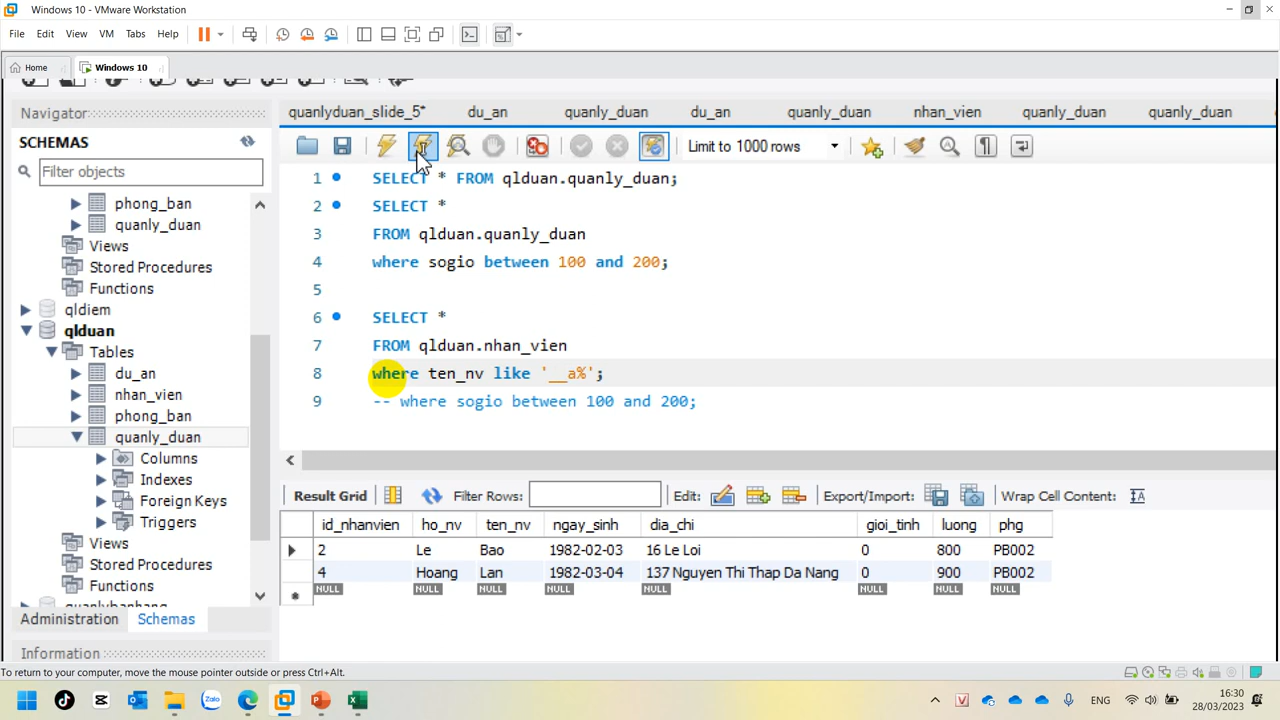 Windows 10 - VMware Workstation
File Edit View VM Tabs Help
Home Windows 10
Navigator
SCHEMAS
Filter objects
phong_ban
quanly_duan
Views
Stored Procedures
Functions
qldiem
qlduan
Tables
du_an
nhan_vien
phong_ban
quanly_duan
Columns
Indexes
Foreign Keys
Triggers
Views
Stored Procedures
Functions
quanlybanhang
Administration Schemas
Information
quanlyduan_slide_5* du_an quanly_duan du_an quanly_duan nhan_vien quanly_duan quanly_duan
Limit to 1000 rows
1 SELECT * FROM qlduan.quanly_duan;
2 SELECT *
3 FROM qlduan.quanly_duan
4 where sogio between 100 and 200;
5
6 SELECT *
7 FROM qlduan.nhan_vien
8 where ten_nv like '__a%';
9 -- where sogio between 100 and 200;
Result Grid Filter Rows: Edit: Export/Import: Wrap Cell Content:
id_nhanvien ho_nv ten_nv ngay_sinh dia_chi gioi_tinh luong phg
2 Le Bao 1982-02-03 16 Le Loi 0 800 PB002
4 Hoang Lan 1982-03-04 137 Nguyen Thi Thap Da Nang 0 900 PB002
NULL NULL NULL NULL NULL NULL NULL NULL
To return to your computer, move the mouse pointer outside or press Ctrl+Alt.
Zalo
ENG
16:30
28/03/2023